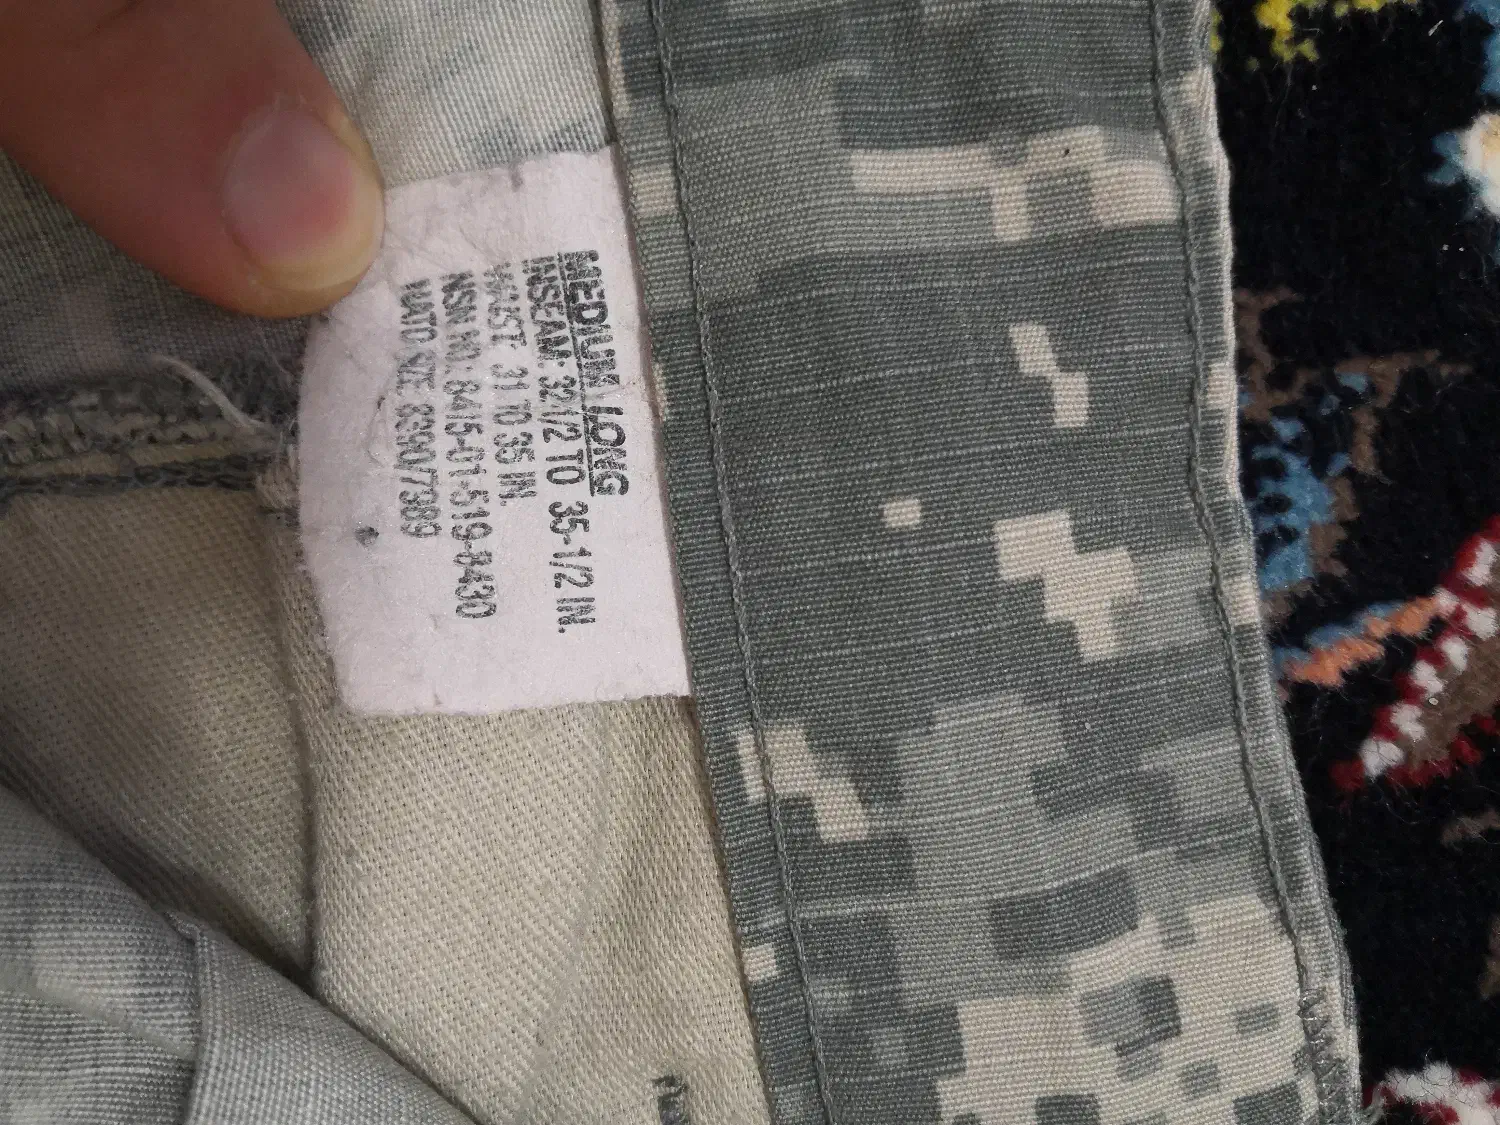 MEDIUM LONG
INSEAM: 32 1/2 TO 35-1/2 IN.
WAIST: 31 TO 35 IN.
NSN NO. 8415-01-519-8430
NATO SIZE 8390/7989